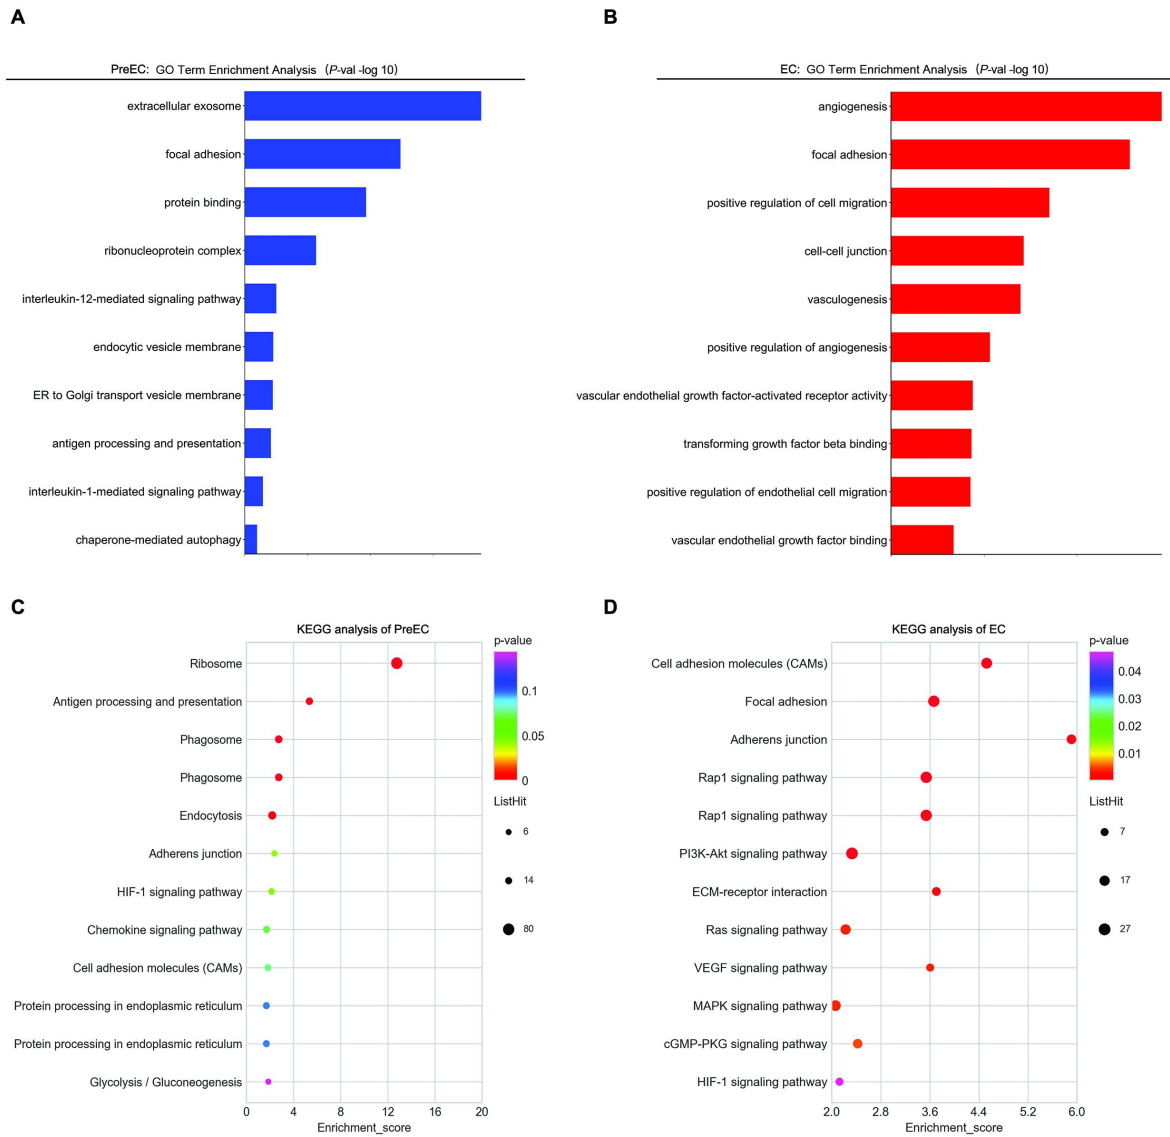 A
PreEC: GO Term Enrichment Analysis (P-val -log 10)
extracellular exosome
focal adhesion
protein binding
ribonucleoprotein complex
interleukin-12-mediated signaling pathway
endocytic vesicle membrane
ER to Golgi transport vesicle membrane
antigen processing and presentation
interleukin-1-mediated signaling pathway
chaperone-mediated autophagy
B
EC: GO Term Enrichment Analysis (P-val -log 10)
angiogenesis
focal adhesion
positive regulation of cell migration
cell-cell junction
vasculogenesis
positive regulation of angiogenesis
vascular endothelial growth factor-activated receptor activity
transforming growth factor beta binding
positive regulation of endothelial cell migration
vascular endothelial growth factor binding
C
KEGG analysis of PreEC
Ribosome
Antigen processing and presentation
Phagosome
Phagosome
Endocytosis
Adherens junction
HIF-1 signaling pathway
Chemokine signaling pathway
Cell adhesion molecules (CAMs)
Protein processing in endoplasmic reticulum
Protein processing in endoplasmic reticulum
Glycolysis / Gluconeogenesis
0 4 8 12 16 20
Enrichment_score
p-value
0.1
0.05
0
ListHit
6
14
80
D
KEGG analysis of EC
Cell adhesion molecules (CAMs)
Focal adhesion
Adherens junction
Rap1 signaling pathway
Rap1 signaling pathway
PI3K-Akt signaling pathway
ECM-receptor interaction
Ras signaling pathway
VEGF signaling pathway
MAPK signaling pathway
cGMP-PKG signaling pathway
HIF-1 signaling pathway
2.0 2.8 3.6 4.4 5.2 6.0
Enrichment_score
p-value
0.04
0.03
0.02
0.01
ListHit
7
17
27